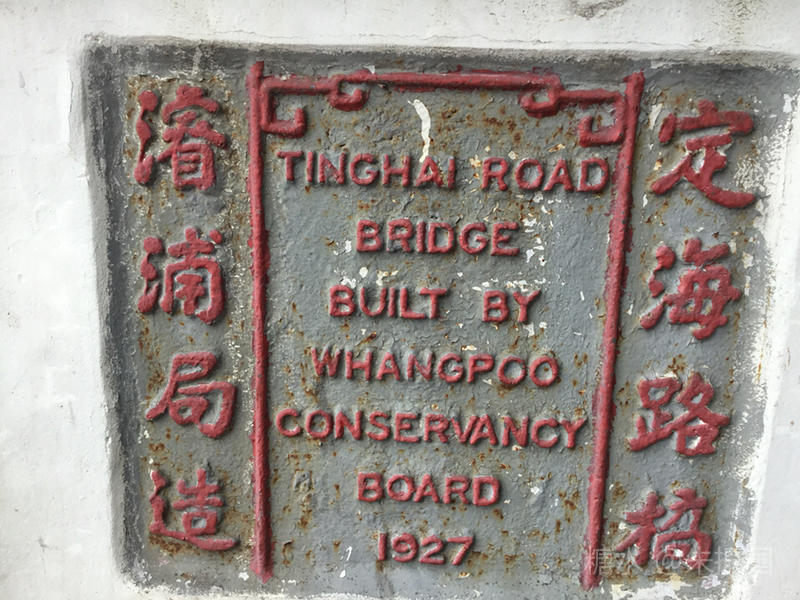 定海路橋
TINGHAI ROAD
BRIDGE
BUILT BY
WHANGPOO
CONSERVANCY
BOARD
1927
濬浦局造